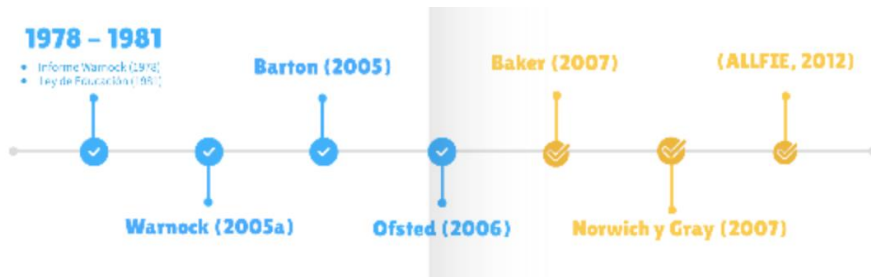 1978 – 1981
• Informe Warnock (1978)
• Ley de Educación (1981)
Warnock (2005a)
Barton (2005)
Ofsted (2006)
Baker (2007)
Norwich y Gray (2007)
(ALLFIE, 2012)